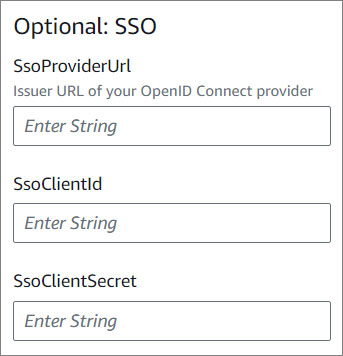 Optional: SSO
SsoProviderUrl
Issuer URL of your OpenID Connect provider
Enter String
SsoClientId
Enter String
SsoClientSecret
Enter String